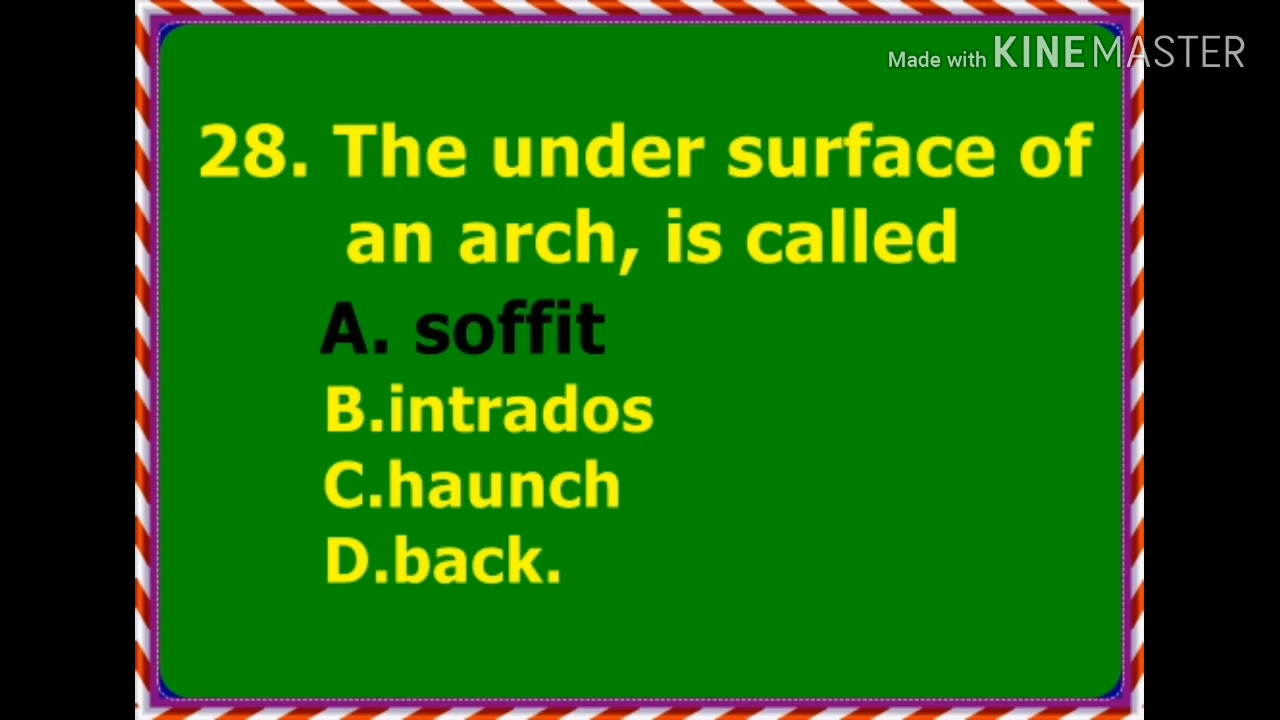 Made with KINEMASTER
28. The under surface of
an arch, is called
A. soffit
B.intrados
C.haunch
D.back.